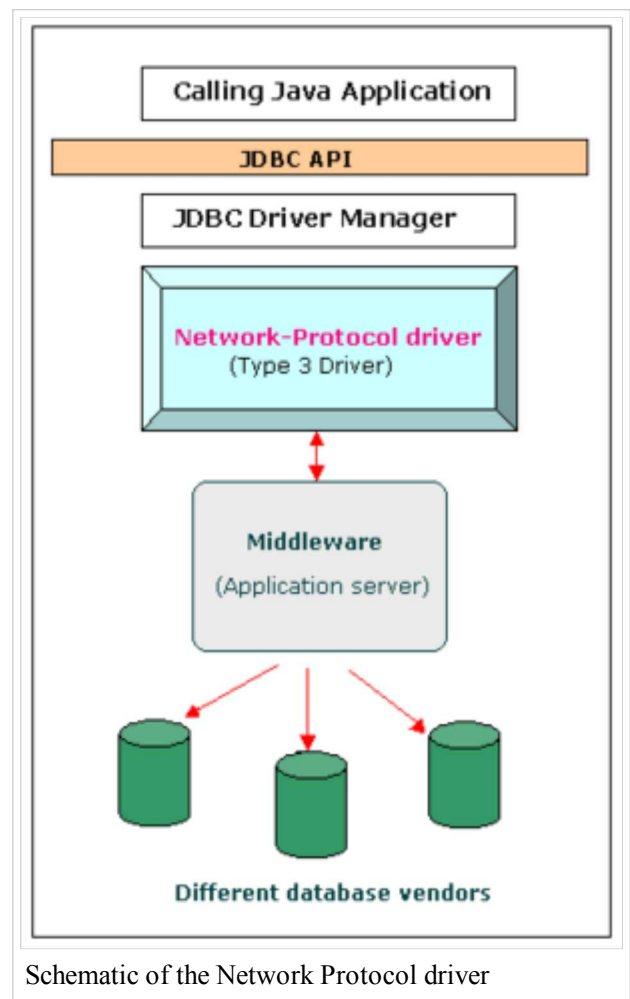 Calling Java Application
JDBC API
JDBC Driver Manager
Network-Protocol driver
(Type 3 Driver)
Middleware
(Application server)
Different database vendors
Schematic of the Network Protocol driver